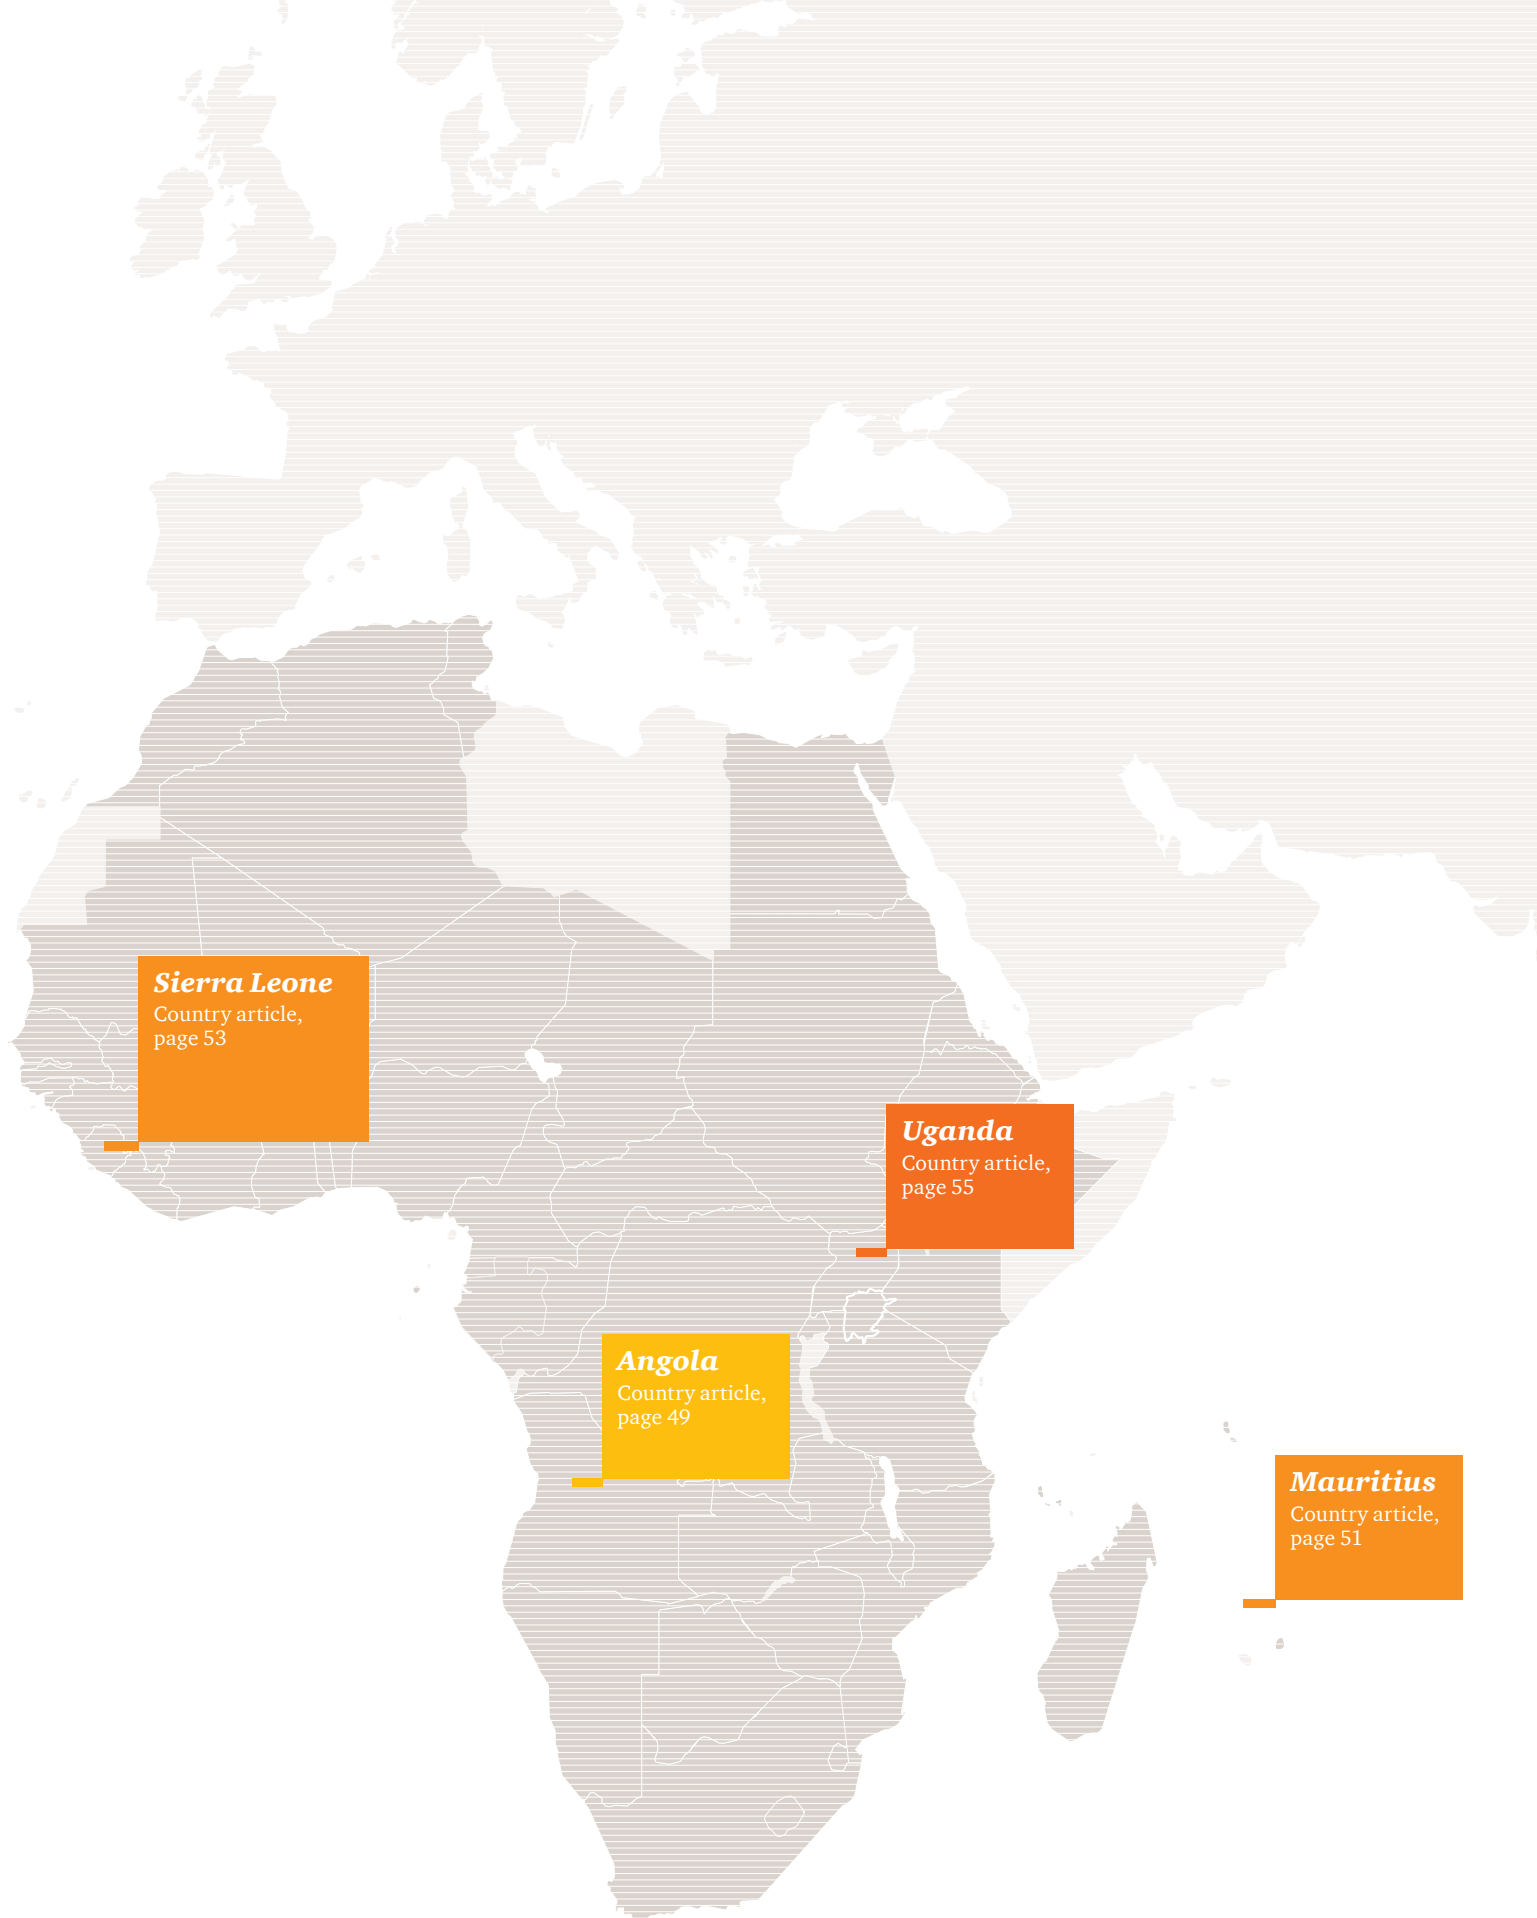 Sierra Leone
Country article,
page 53
Uganda
Country article,
page 55
Angola
Country article,
page 49
Mauritius
Country article,
page 51